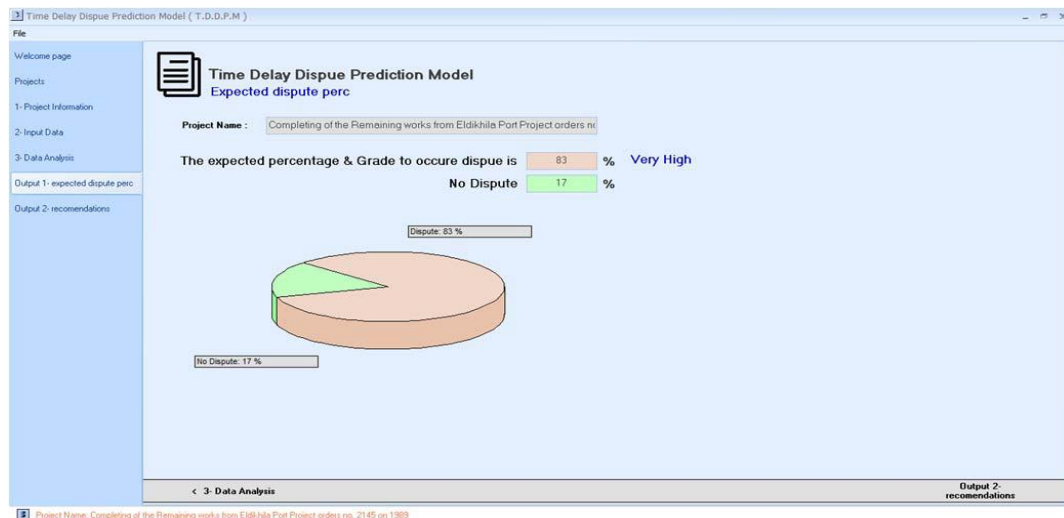 Time Delay Dispue Prediction Model ( T.D.D.P.M )
File
Welcome page
Projects
1- Project Information
2- Input Data
3- Data Analysis
Output 1- expected dispute perc
Output 2- recomendations
Time Delay Dispue Prediction Model
Expected dispute perc
Project Name :
Completing of the Remaining works from Eldikhila Port Project orders
The expected percentage & Grade to occure dispue is 83 % Very High
No Dispute 17 %
Dispute: 83 %
No Dispute: 17 %
< 3- Data Analysis
Output 2-
recomendations
Project Name: Completing of the Remaining works from Eldikhila Port Project orders no. 2145 on 1989